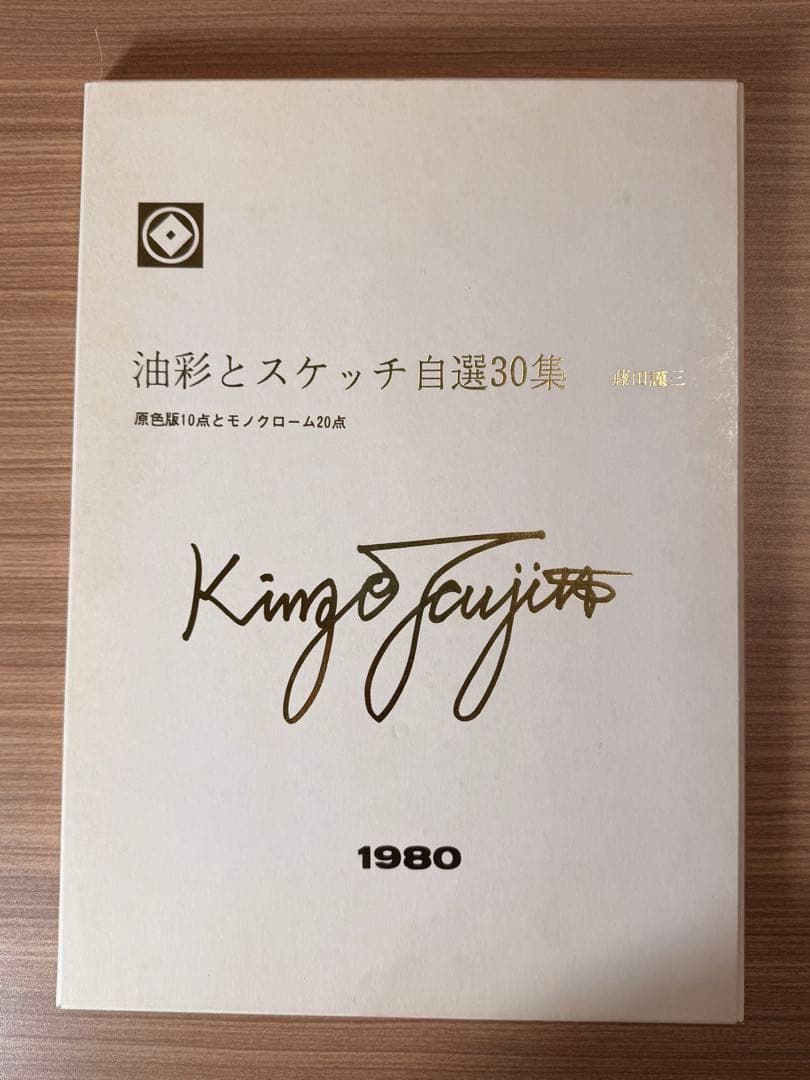 油彩とスケッチ自選30集
原色版10点とモノクローム20点
Kinzo Foujita
1980